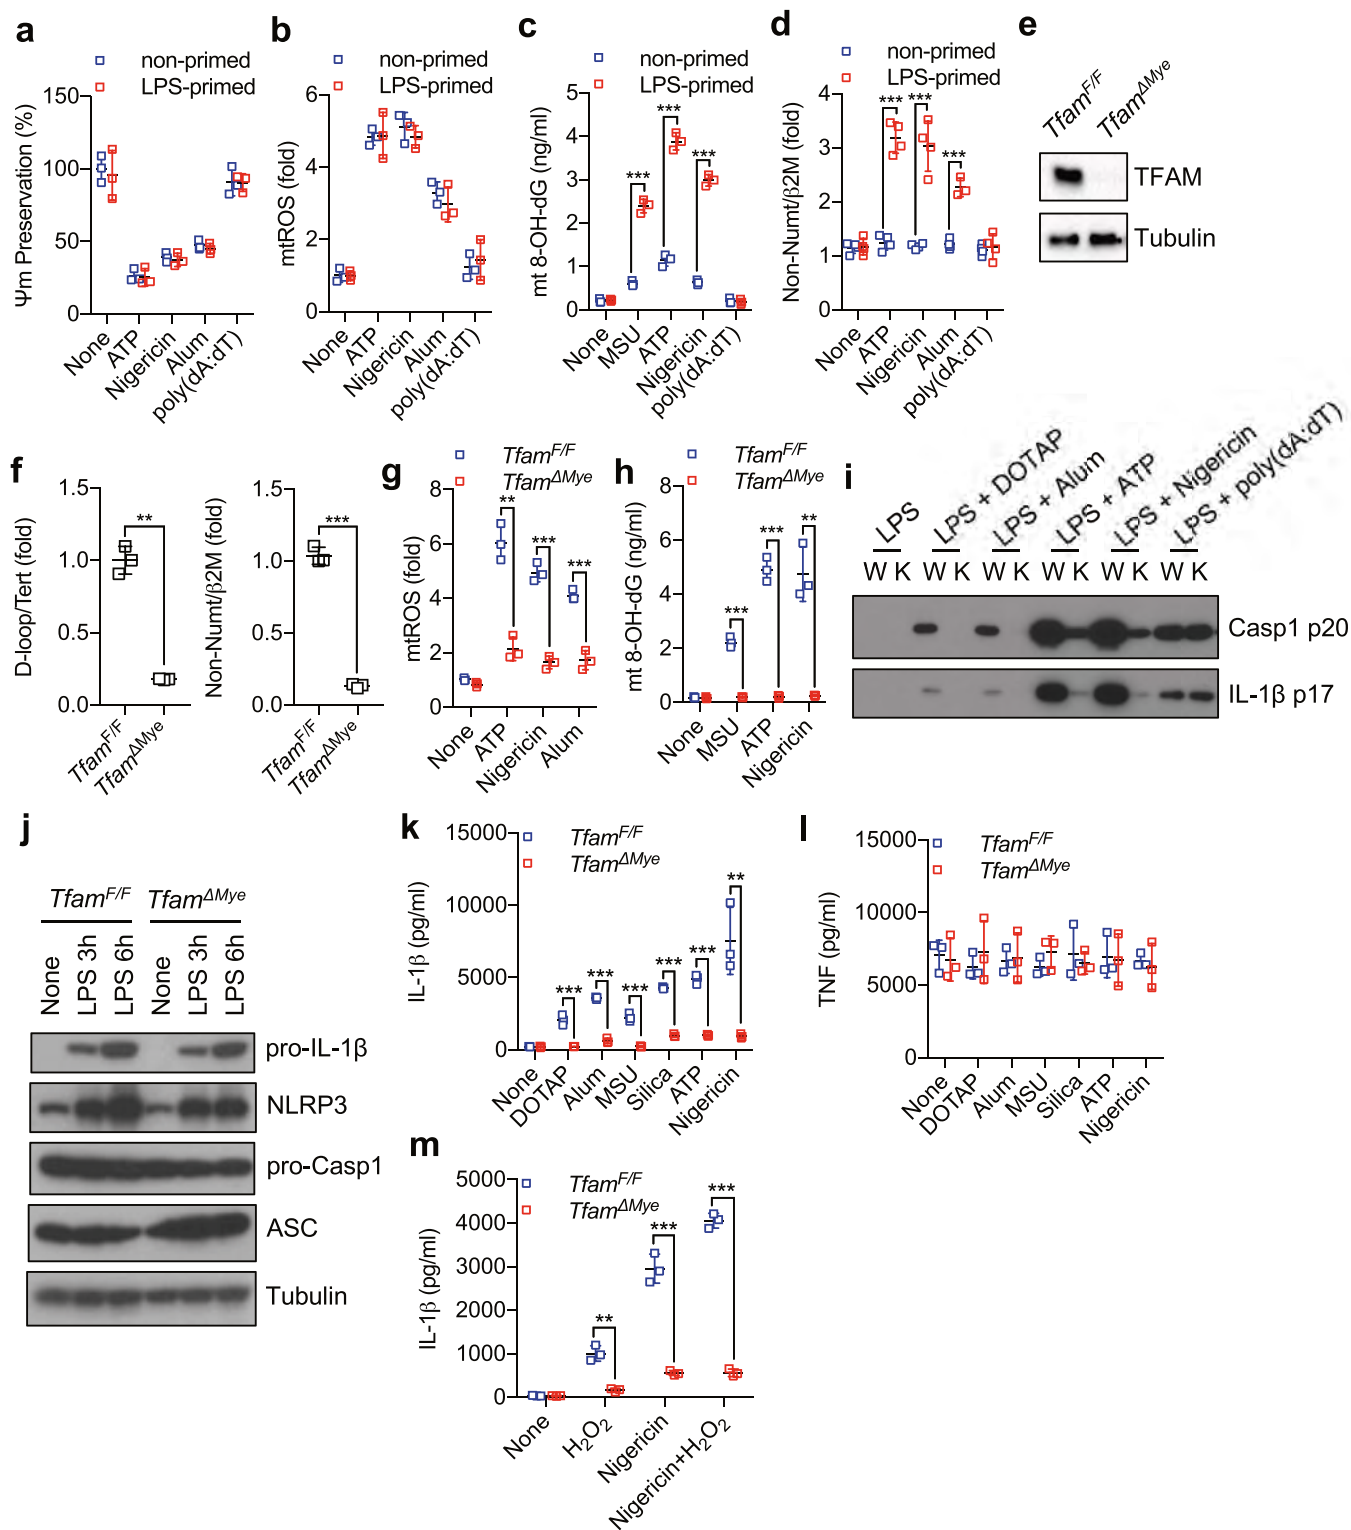 a
non-primed
LPS-primed
Ψm Preservation (%)
150
100
50
0
None
ATP
Nigericin
Alum
poly(dA:dT)
b
non-primed
LPS-primed
mtROS (fold)
6
4
2
0
None
ATP
Nigericin
Alum
poly(dA:dT)
c
non-primed
LPS-primed
mt 8-OH-dG (ng/ml)
5
4
3
2
1
0
***
***
***
None
MSU
ATP
Nigericin
poly(dA:dT)
d
non-primed
LPS-primed
Non-Numt/β2M (fold)
4
3
2
1
0
***
***
***
None
ATP
Nigericin
Alum
poly(dA:dT)
e
Tfam^F/F
Tfam^ΔMye
TFAM
Tubulin
f
D-loop/Tert (fold)
1.5
1.0
0.5
0.0
**
Tfam^F/F
Tfam^ΔMye
Non-Numt/β2M (fold)
1.5
1.0
0.5
0.0
***
Tfam^F/F
Tfam^ΔMye
g
Tfam^F/F
Tfam^ΔMye
mtROS (fold)
8
6
4
2
0
**
***
***
None
ATP
Nigericin
Alum
h
Tfam^F/F
Tfam^ΔMye
mt 8-OH-dG (ng/ml)
8
6
4
2
0
***
***
**
None
MSU
ATP
Nigericin
i
LPS
LPS + DOTAP
LPS + Alum
LPS + ATP
LPS + Nigericin
LPS + poly(dA:dT)
W K W K W K W K W K W K
Casp1 p20
IL-1β p17
j
Tfam^F/F Tfam^ΔMye
None
LPS 3h
LPS 6h
None
LPS 3h
LPS 6h
pro-IL-1β
NLRP3
pro-Casp1
ASC
Tubulin
k
Tfam^F/F
Tfam^ΔMye
IL-1β (pg/ml)
15000
10000
5000
0
***
***
***
***
***
**
None
DOTAP
Alum
MSU
Silica
ATP
Nigericin
l
Tfam^F/F
Tfam^ΔMye
TNF (pg/ml)
15000
10000
5000
0
None
DOTAP
Alum
MSU
Silica
ATP
Nigericin
m
Tfam^F/F
Tfam^ΔMye
IL-1β (pg/ml)
5000
4000
3000
2000
1000
0
**
***
***
None
H₂O₂
Nigericin
Nigericin+H₂O₂